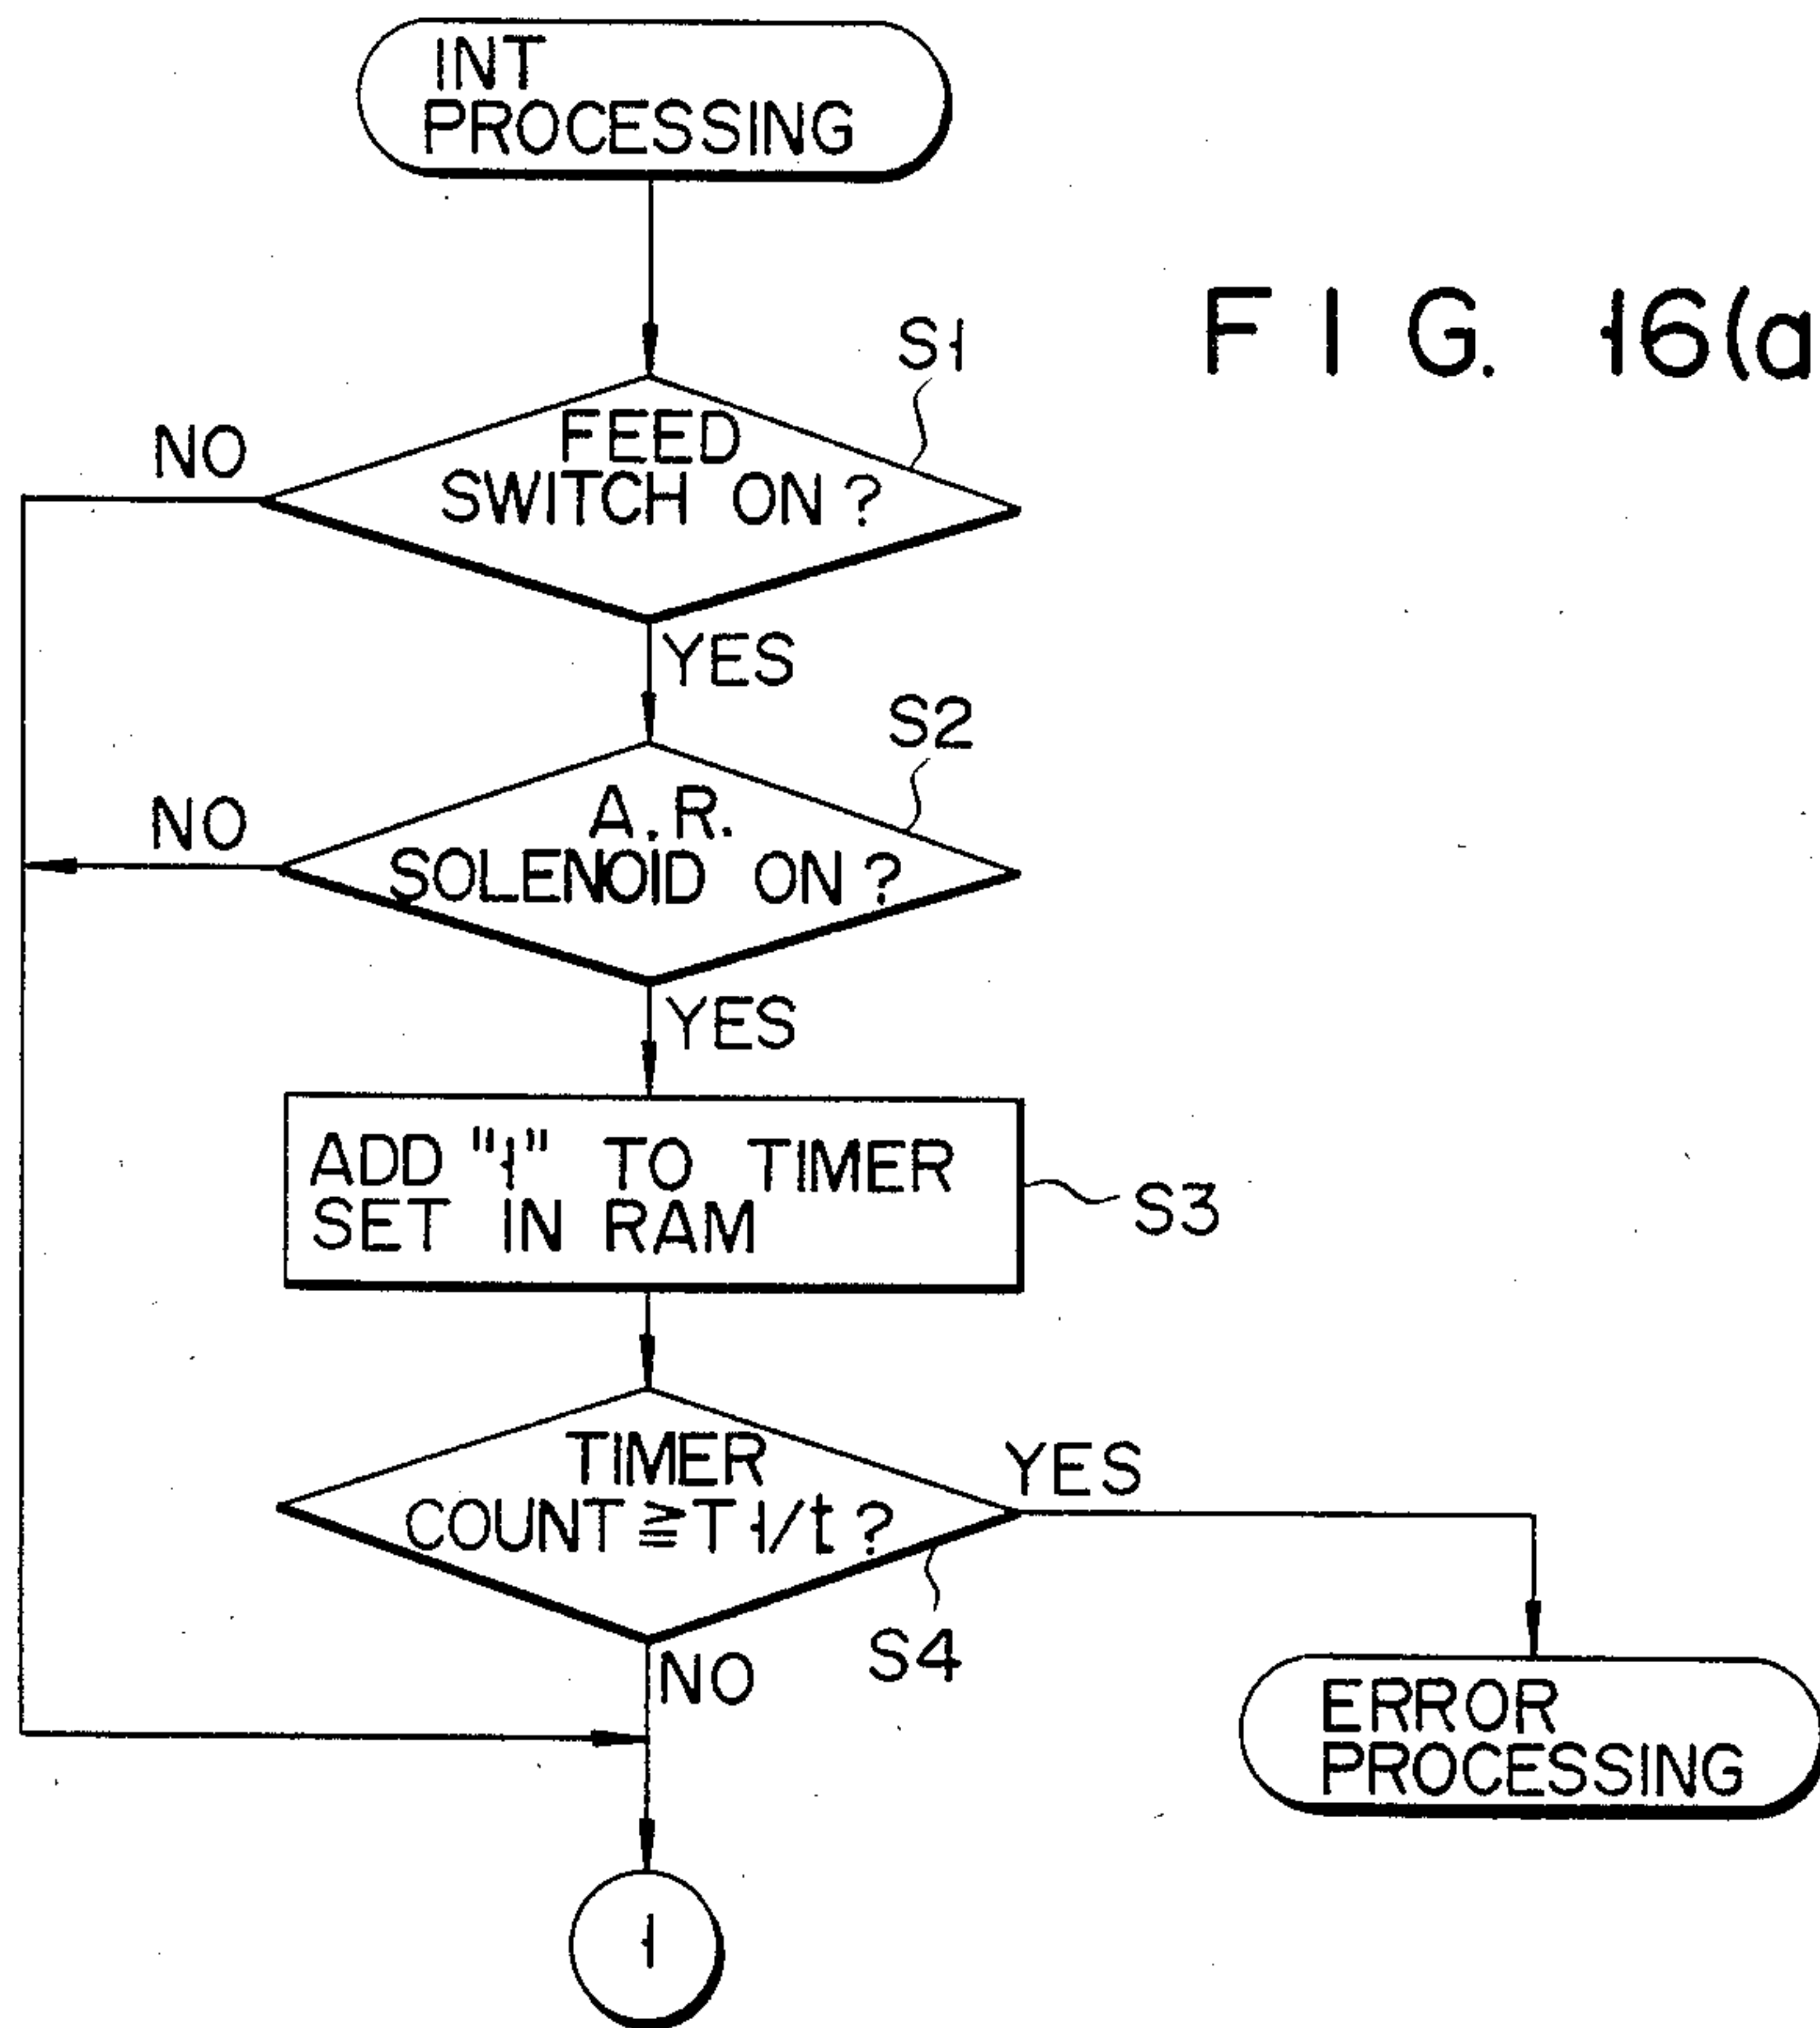 INT
PROCESSING
F I G. 16(a
S1
FEED
SWITCH ON?
NO
YES
S2
A.R.
SOLENOID ON?
NO
YES
ADD "1" TO TIMER
SET IN RAM
S3
TIMER
COUNT≧T1/t?
YES
S4
NO
ERROR
PROCESSING
1